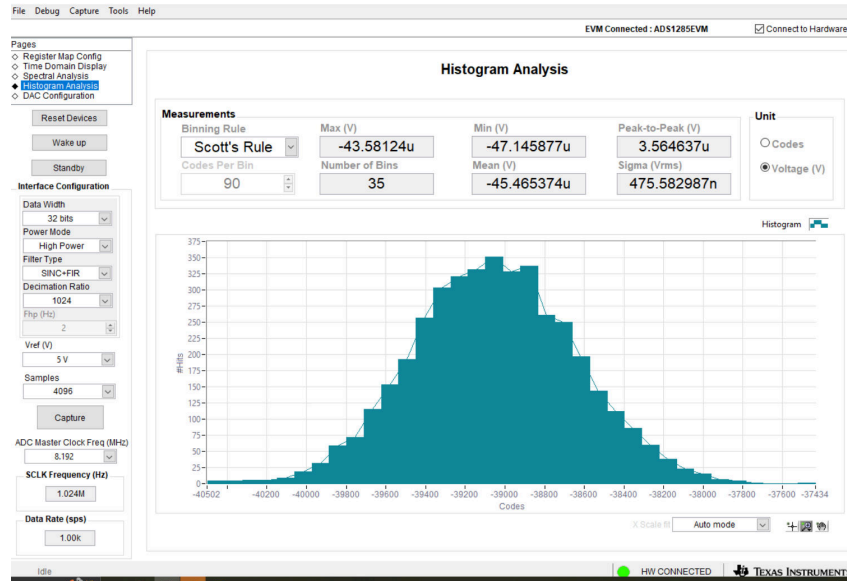 File Debug Capture Tools Help
EVM Connected : ADS1285EVM
Connect to Hardware
Pages
Register Map Config
Time Domain Display
Spectral Analysis
Histogram Analysis
DAC Configuration
Reset Devices
Wake up
Standby
Interface Configuration
Data Width
32 bits
Power Mode
High Power
Filter Type
SINC+FIR
Decimation Ratio
1024
Fhp (Hz)
2
Vref (V)
5 V
Samples
4096
Capture
ADC Master Clock Freq (MHz)
8.192
SCLK Frequency (Hz)
1.024M
Data Rate (sps)
1.00k
Histogram Analysis
Measurements
Binning Rule Max (V) Min (V) Peak-to-Peak (V)
Scott's Rule -43.58124u -47.145877u 3.564637u
Codes Per Bin Number of Bins Mean (V) Sigma (Vrms)
90 35 -45.465374u 475.582987n
Unit
Codes
Voltage (V)
Histogram
375
350
325
300
275
250
225
200
175
150
125
100
75
50
25
0
#Hits
-40502 -40200 -40000 -39800 -39600 -39400 -39200 -39000 -38800 -38600 -38400 -38200 -38000 -37800 -37600 -37434
Codes
X Scale fit Auto mode
Idle
HW CONNECTED
TEXAS INSTRUMENTS